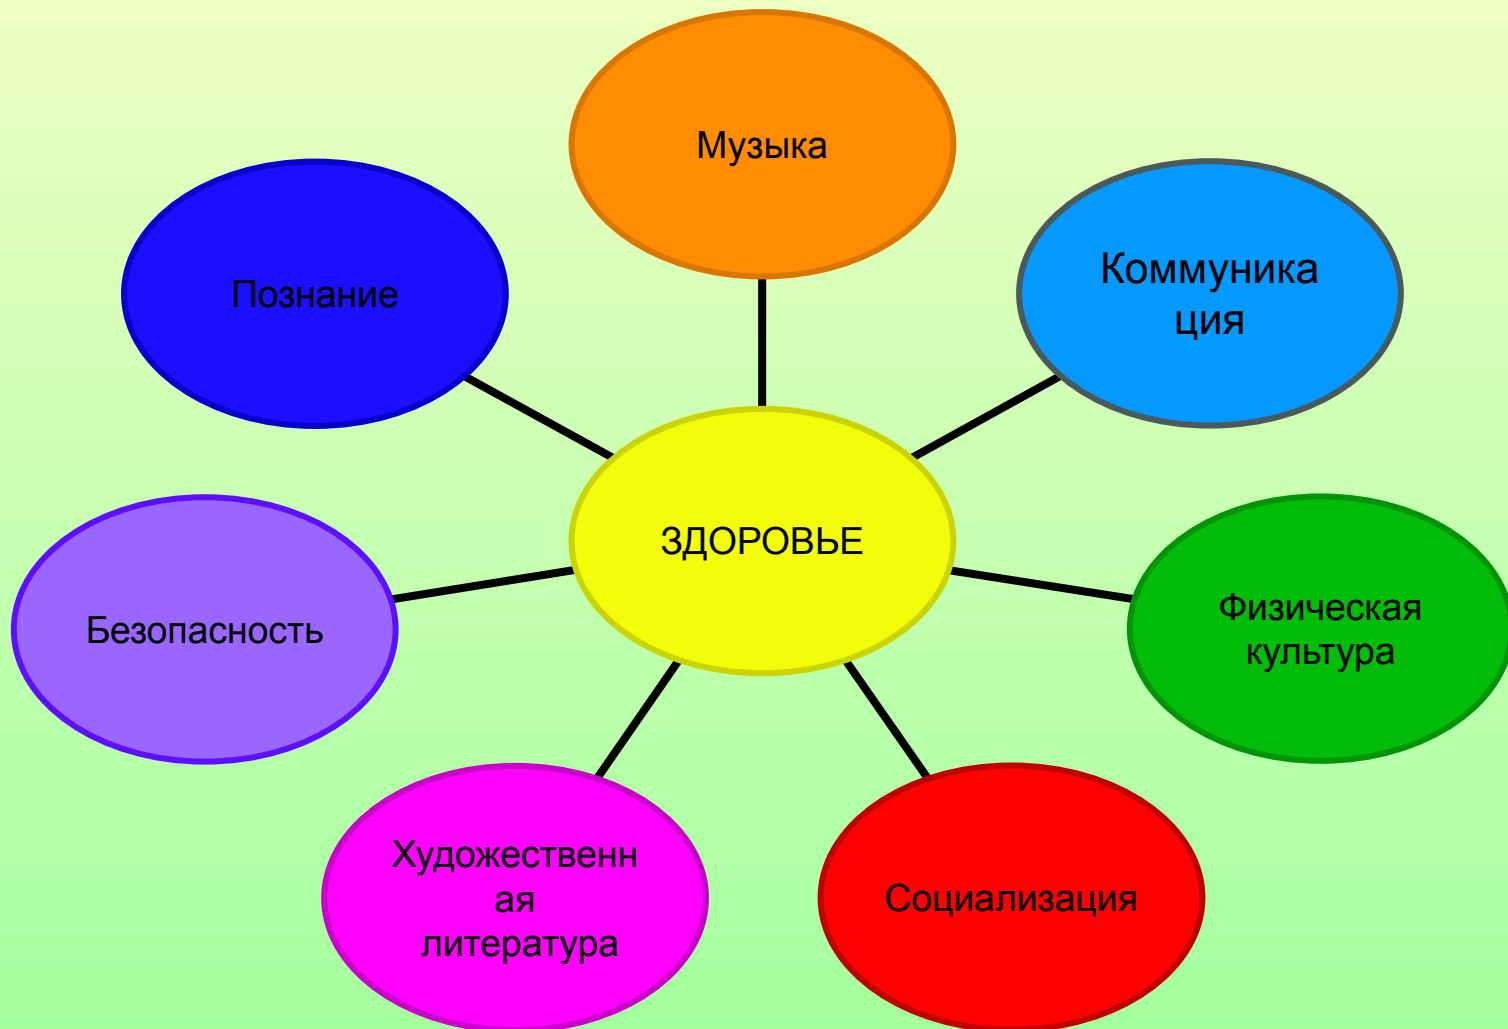 Музыка
Познание
Коммуника
ция
ЗДОРОВЬЕ
Безопасность
Физическая
культура
Художественн
ая
литература
Социализация